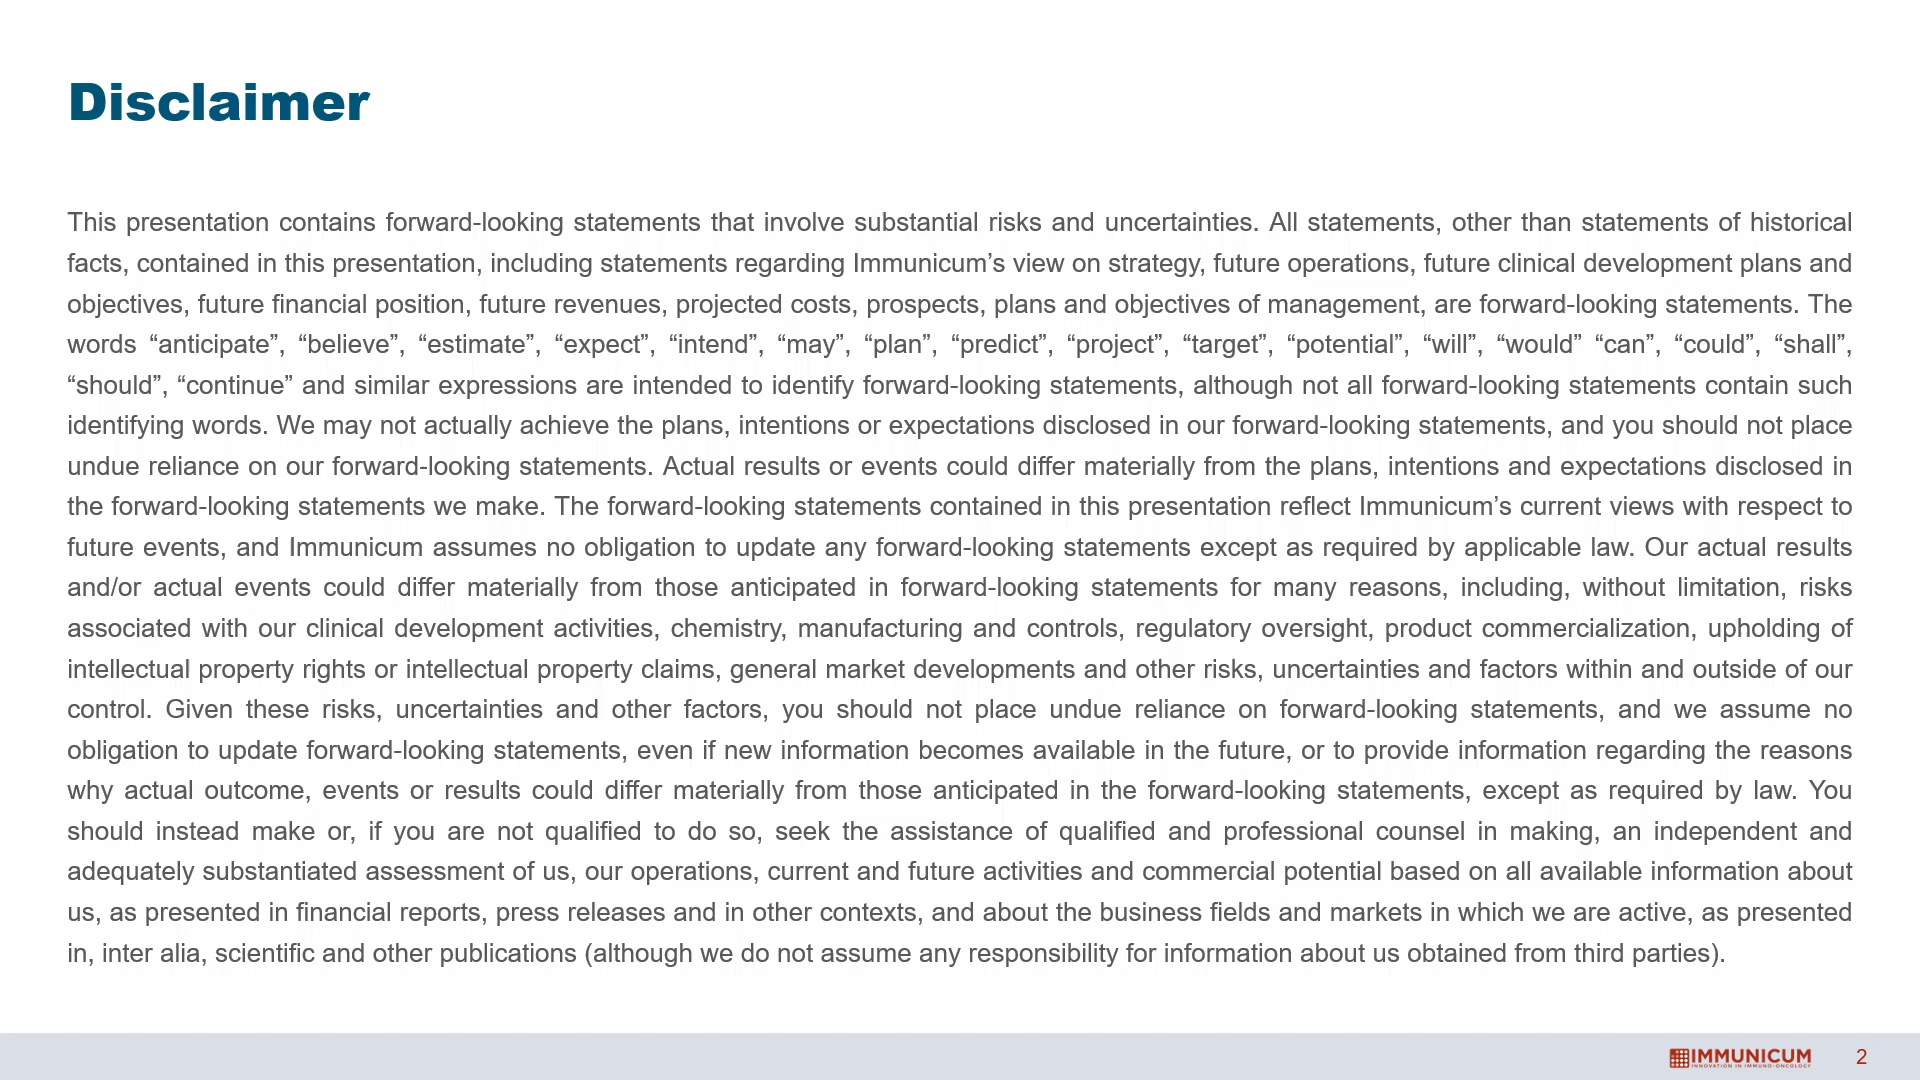 Disclaimer
This presentation contains forward-looking statements that involve substantial risks and uncertainties. All statements, other than statements of historical
facts, contained in this presentation, including statements regarding Immunicum’s view on strategy, future operations, future clinical development plans and
objectives, future financial position, future revenues, projected costs, prospects, plans and objectives of management, are forward-looking statements. The
words “anticipate”, “believe”, “estimate”, “expect”, “intend”, “may”, “plan”, “predict”, “project”, “target”, “potential”, “will”, “would” “can”, “could”, “shall”,
“should”, “continue” and similar expressions are intended to identify forward-looking statements, although not all forward-looking statements contain such
identifying words. We may not actually achieve the plans, intentions or expectations disclosed in our forward-looking statements, and you should not place
undue reliance on our forward-looking statements. Actual results or events could differ materially from the plans, intentions and expectations disclosed in
the forward-looking statements we make. The forward-looking statements contained in this presentation reflect Immunicum’s current views with respect to
future events, and Immunicum assumes no obligation to update any forward-looking statements except as required by applicable law. Our actual results
and/or actual events could differ materially from those anticipated in forward-looking statements for many reasons, including, without limitation, risks
associated with our clinical development activities, chemistry, manufacturing and controls, regulatory oversight, product commercialization, upholding of
intellectual property rights or intellectual property claims, general market developments and other risks, uncertainties and factors within and outside of our
control. Given these risks, uncertainties and other factors, you should not place undue reliance on forward-looking statements, and we assume no
obligation to update forward-looking statements, even if new information becomes available in the future, or to provide information regarding the reasons
why actual outcome, events or results could differ materially from those anticipated in the forward-looking statements, except as required by law. You
should instead make or, if you are not qualified to do so, seek the assistance of qualified and professional counsel in making, an independent and
adequately substantiated assessment of us, our operations, current and future activities and commercial potential based on all available information about
us, as presented in financial reports, press releases and in other contexts, and about the business fields and markets in which we are active, as presented
in, inter alia, scientific and other publications (although we do not assume any responsibility for information about us obtained from third parties).
IMMUNICUM
INNOVATION IN IMMUNO-ONCOLOGY
2